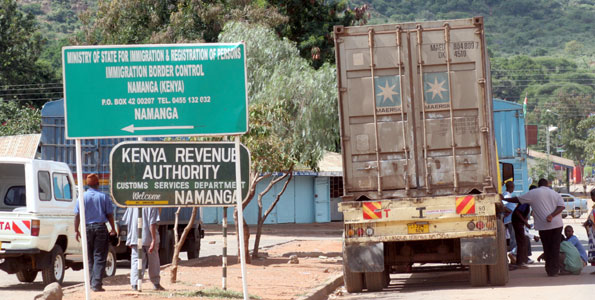 MINISTRY OF STATE FOR IMMIGRATION & REGISTRATION OF PERSONS
IMMIGRATION BORDER CONTROL
NAMANGA (KENYA)
P.O. BOX 42 00207 TEL. 0455 132 032
NAMANGA
KENYA REVENUE
AUTHORITY
CUSTOMS SERVICES DEPARTMENT
Welcome NAMANGA
MAERSK